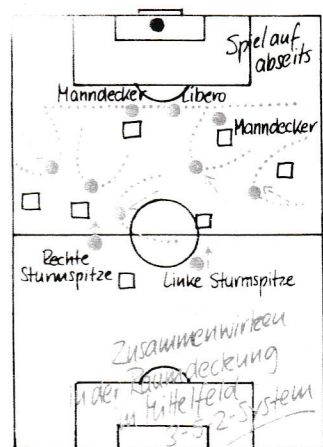 Spiel auf
abseits
Manndecker
Libero
Manndecker
Rechte
Sturmspitze
Linke Sturmspitze
Zusammenwirken
in der Raumdeckung
im Mittelfeld
3-5-2-System